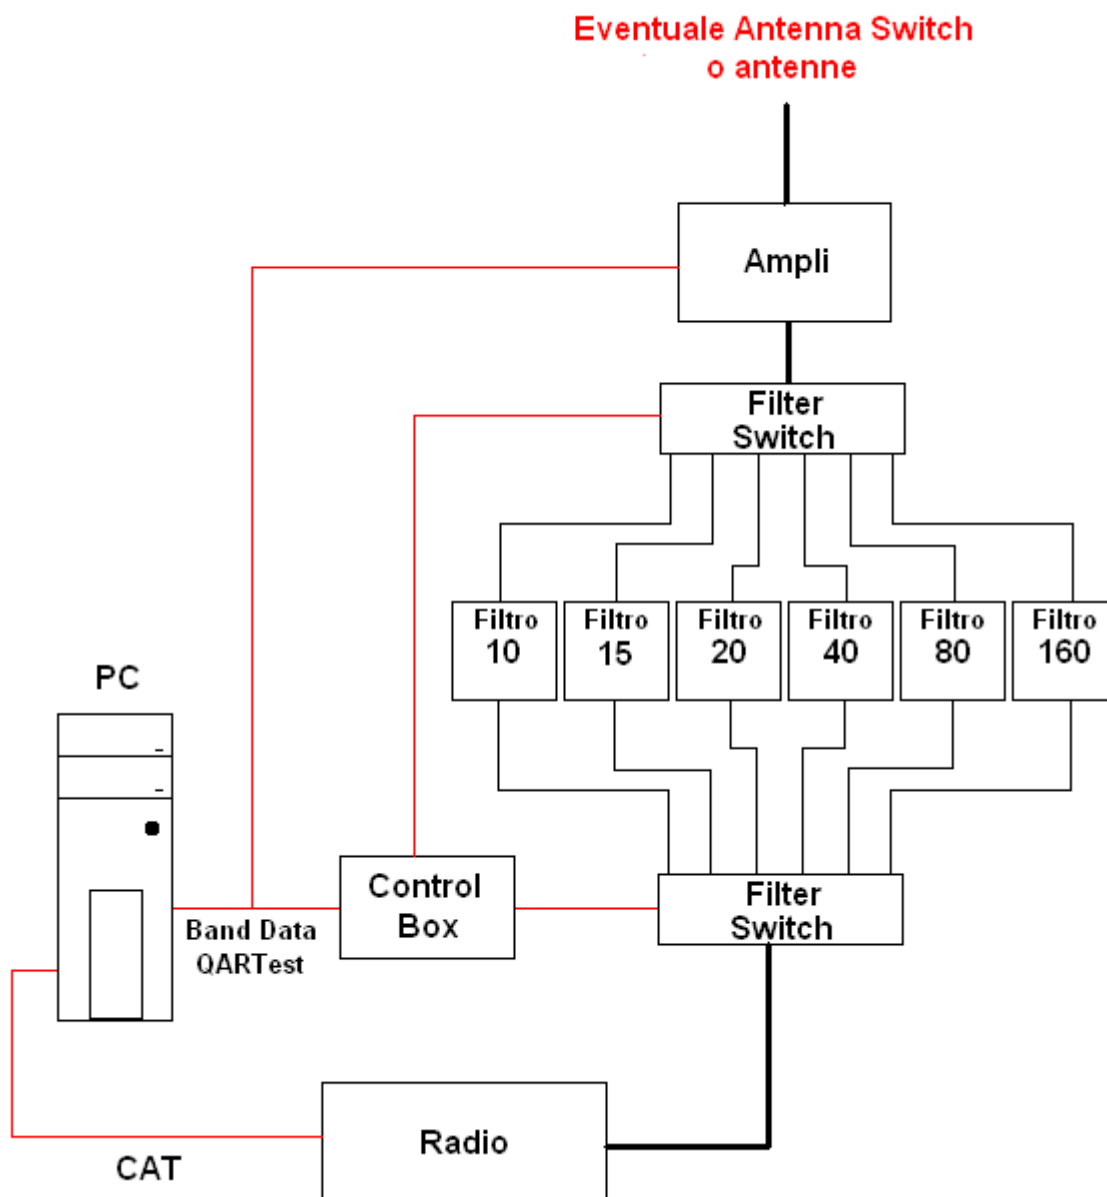 Eventuale Antenna Switch
o antenne
Ampli
Filter
Switch
Filtro
10
Filtro
15
Filtro
20
Filtro
40
Filtro
80
Filtro
160
PC
Control
Box
Filter
Switch
Band Data
QARTest
Radio
CAT